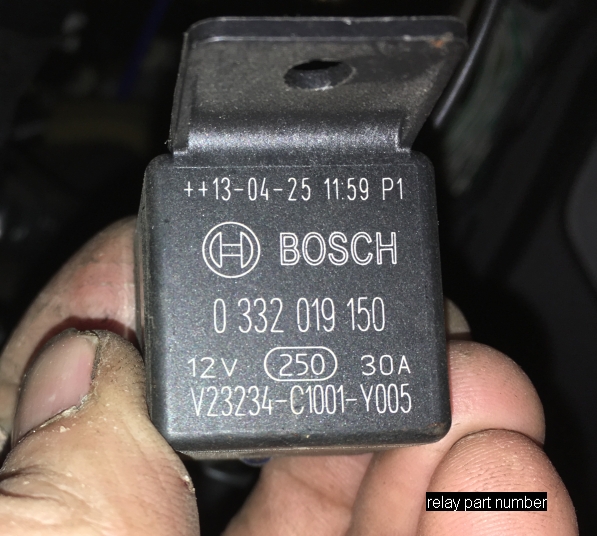 ++13-04-25 11:59 P1
BOSCH
0 332 019 150
12V 250 30A
V23234-C1001-Y005
relay part number